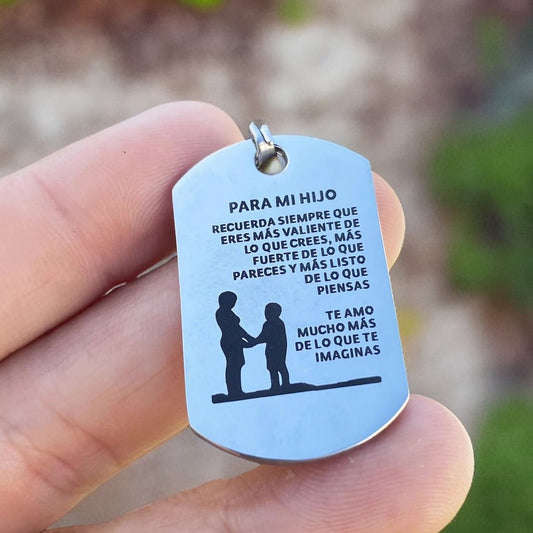 PARA MI HIJO
RECUERDA SIEMPRE QUE
ERES MÁS VALIENTE DE
LO QUE CREES, MÁS
FUERTE DE LO QUE
PARECES Y MÁS LISTO
DE LO QUE
PIENSAS
TE AMO
MUCHO MÁS
DE LO QUE TE
IMAGINAS